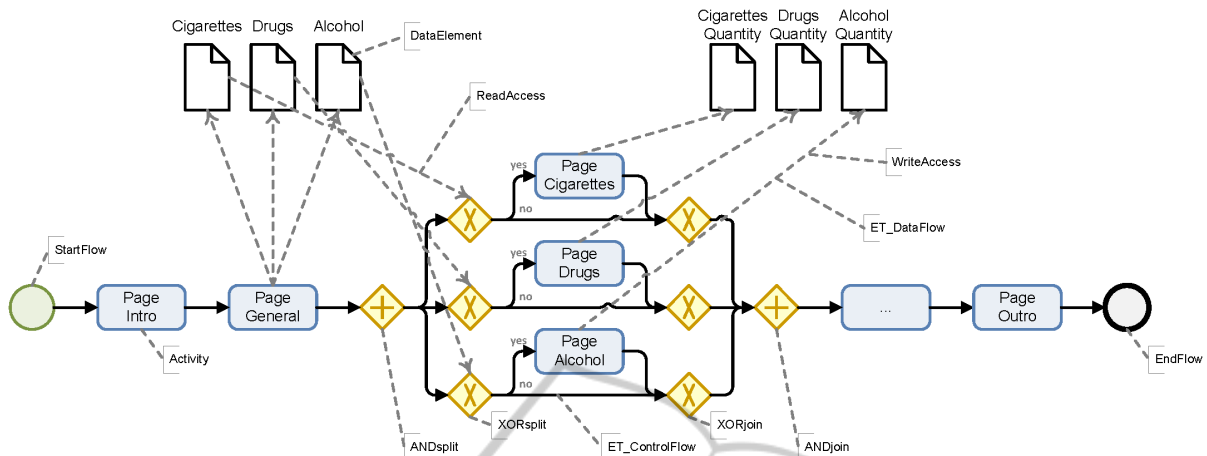 Cigarettes Drugs Alcohol
Cigarettes Drugs Alcohol
Quantity Quantity Quantity
DataElement
ReadAccess
WriteAccess
ET_DataFlow
yes
Page
Cigarettes
no
StartFlow
yes
Page
Drugs
no
Page
Intro
Page
General
...
Page
Outro
yes
Page
Alcohol
no
Activity
EndFlow
XORsplit
XORjoin
ANDsplit
ET_ControlFlow
ANDjoin